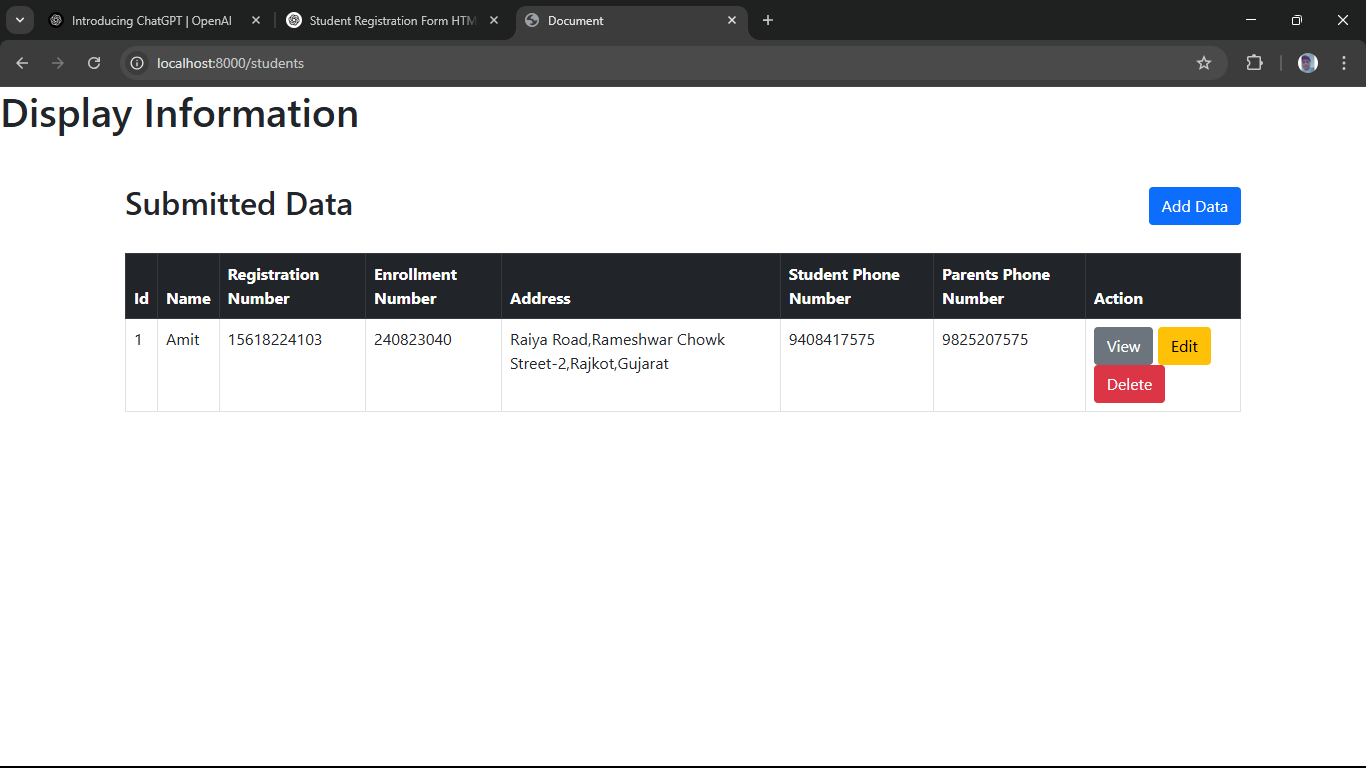 Introducing ChatGPT | OpenAI
Student Registration Form HTM
Document
localhost:8000/students
Display Information
Submitted Data
Add Data
Id
Name
Registration
Number
Enrollment
Number
Address
Student Phone
Number
Parents Phone
Number
Action
1
Amit
15618224103
240823040
Raiya Road,Rameshwar Chowk
Street-2,Rajkot,Gujarat
9408417575
9825207575
View
Edit
Delete